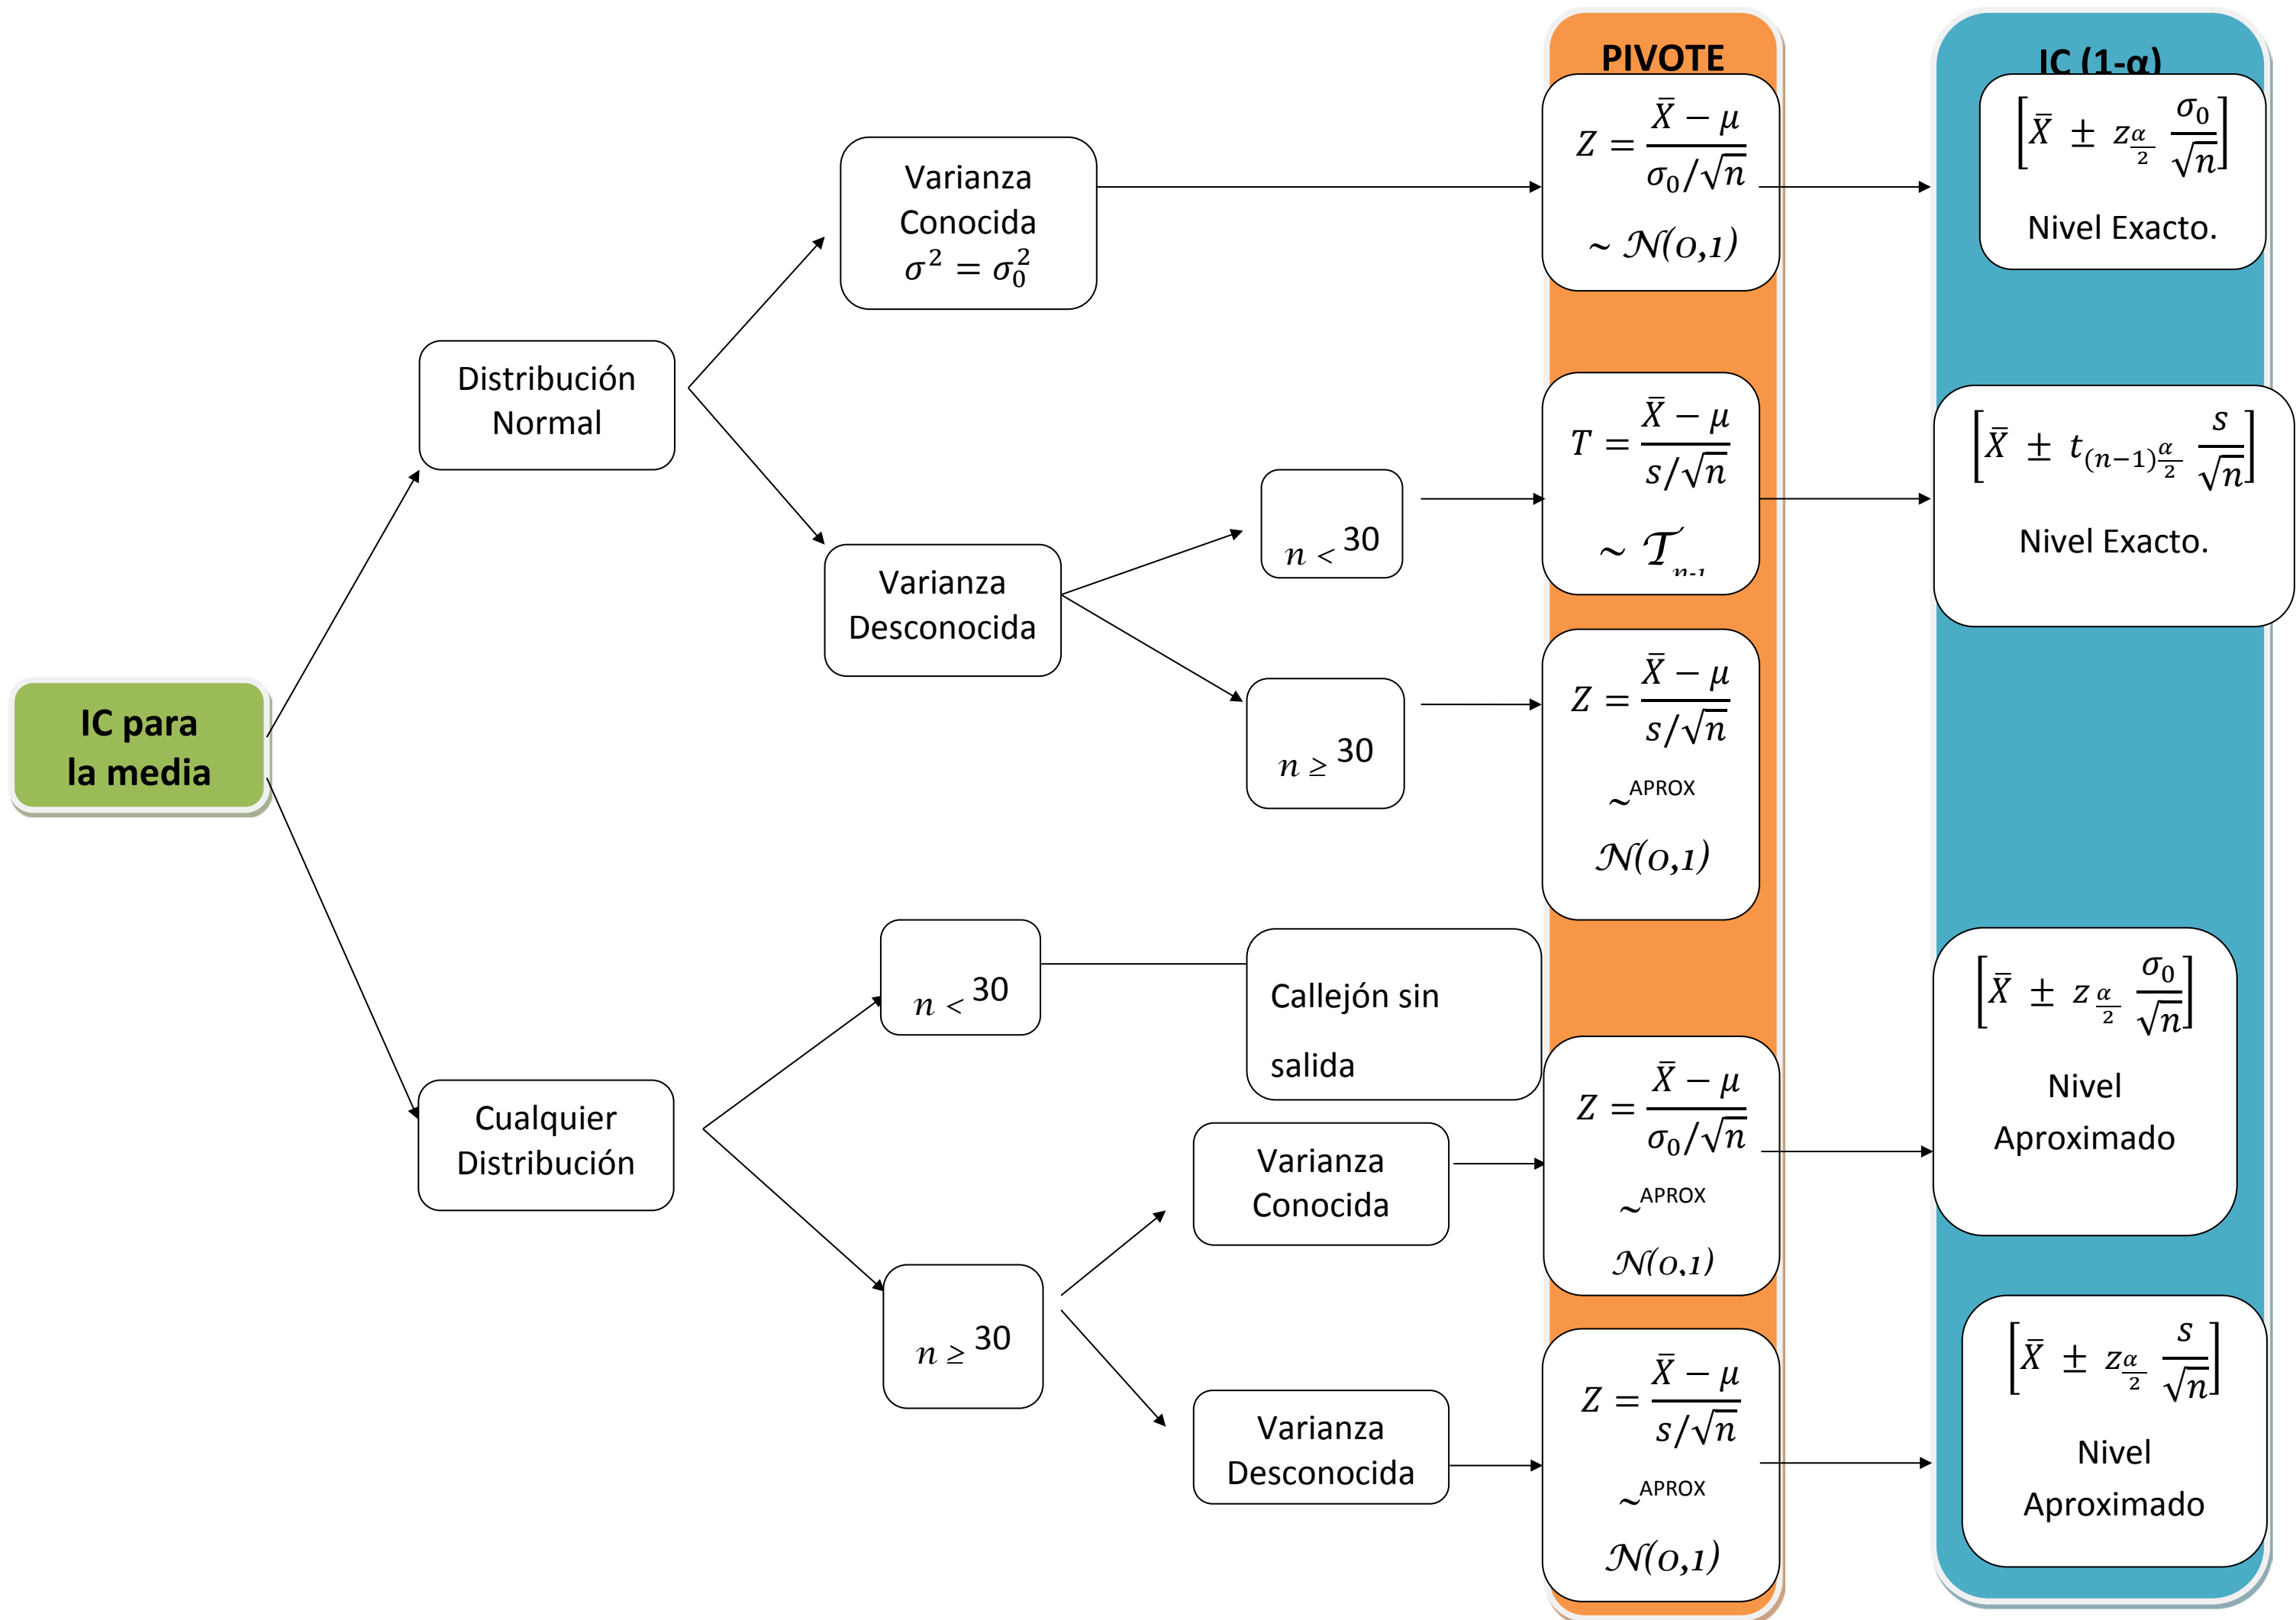 PIVOTE
IC (1-α)
Z = (X̄ − μ) / (σ₀/√n)
~ 𝒩(0,1)
[X̄ ± z_{α/2} σ₀/√n]
Nivel Exacto.
Varianza
Conocida
σ² = σ₀²
Distribución
Normal
T = (X̄ − μ) / (s/√n)
~ 𝒯ₙ₋₁
[X̄ ± t_{(n−1) α/2} s/√n]
Nivel Exacto.
n < 30
Varianza
Desconocida
n ≥ 30
Z = (X̄ − μ) / (s/√n)
~ APROX
𝒩(0,1)
IC para
la media
n < 30
Callejón sin
salida
Cualquier
Distribución
n ≥ 30
Varianza
Conocida
Z = (X̄ − μ) / (σ₀/√n)
~ APROX
𝒩(0,1)
[X̄ ± z_{α/2} σ₀/√n]
Nivel
Aproximado
Varianza
Desconocida
Z = (X̄ − μ) / (s/√n)
~ APROX
𝒩(0,1)
[X̄ ± z_{α/2} s/√n]
Nivel
Aproximado